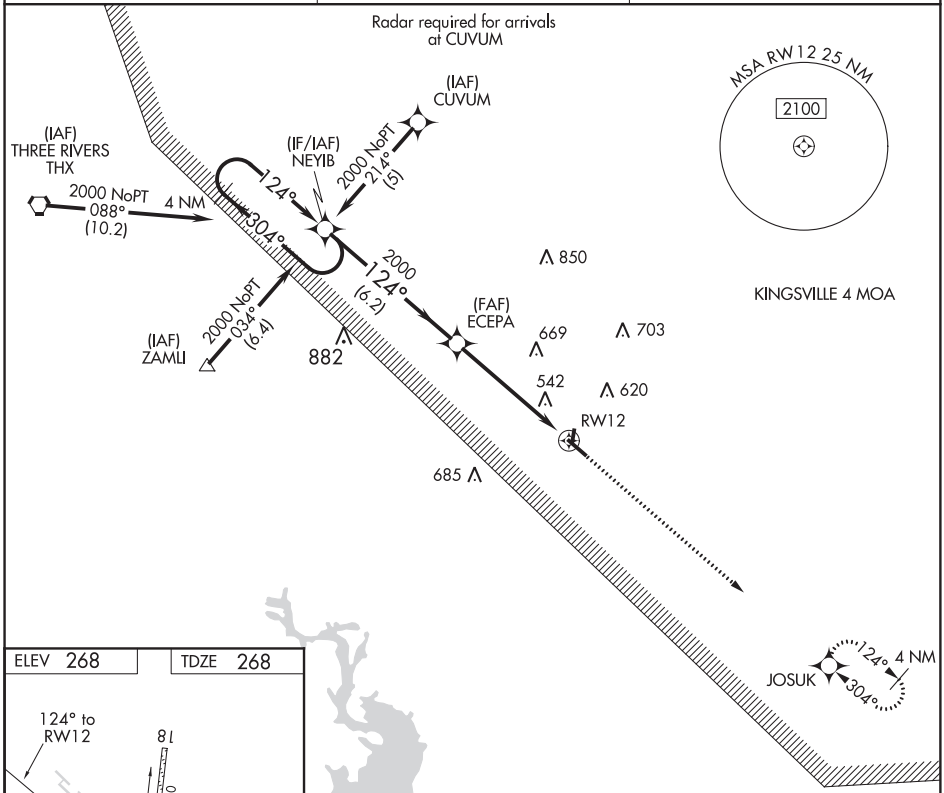 Radar required for arrivals
at CUVUM
MSA RW12 25 NM
2100
(IAF)
CUVUM
(IAF)
THREE RIVERS
THX
(IF/IAF)
NEYIB
2000 NoPT
214°
(5)
2000 NoPT
088°
(10.2)
4 NM
124°
304°
2000
124°
(6.2)
850
KINGSVILLE 4 MOA
(FAF)
ECEPA
2000 NoPT
034°
(6.4)
(IAF)
ZAMLI
882
669
703
542
620
RW12
685
JOSUK
124°
4 NM
304°
ELEV 268
TDZE 268
124° to
RW12
18